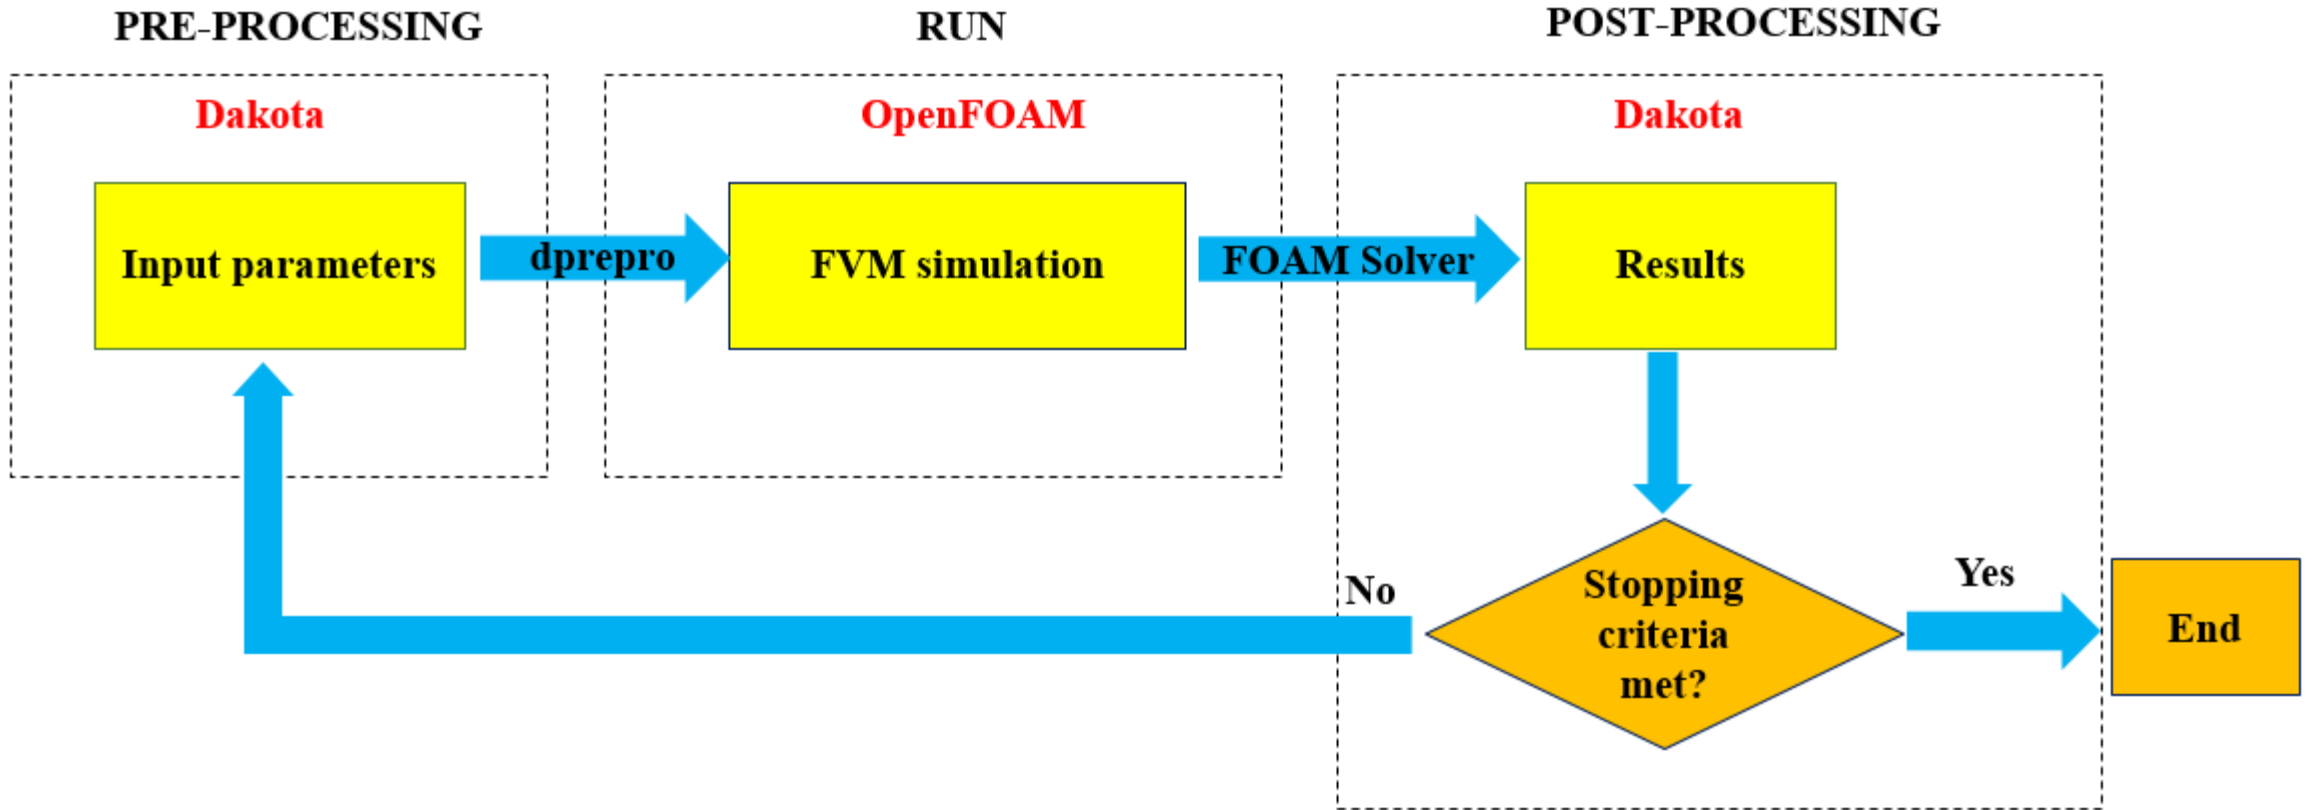 PRE-PROCESSING
RUN
POST-PROCESSING
Dakota
OpenFOAM
Dakota
Input parameters
dprepro
FVM simulation
FOAM Solver
Results
No
Stopping
criteria
met?
Yes
End